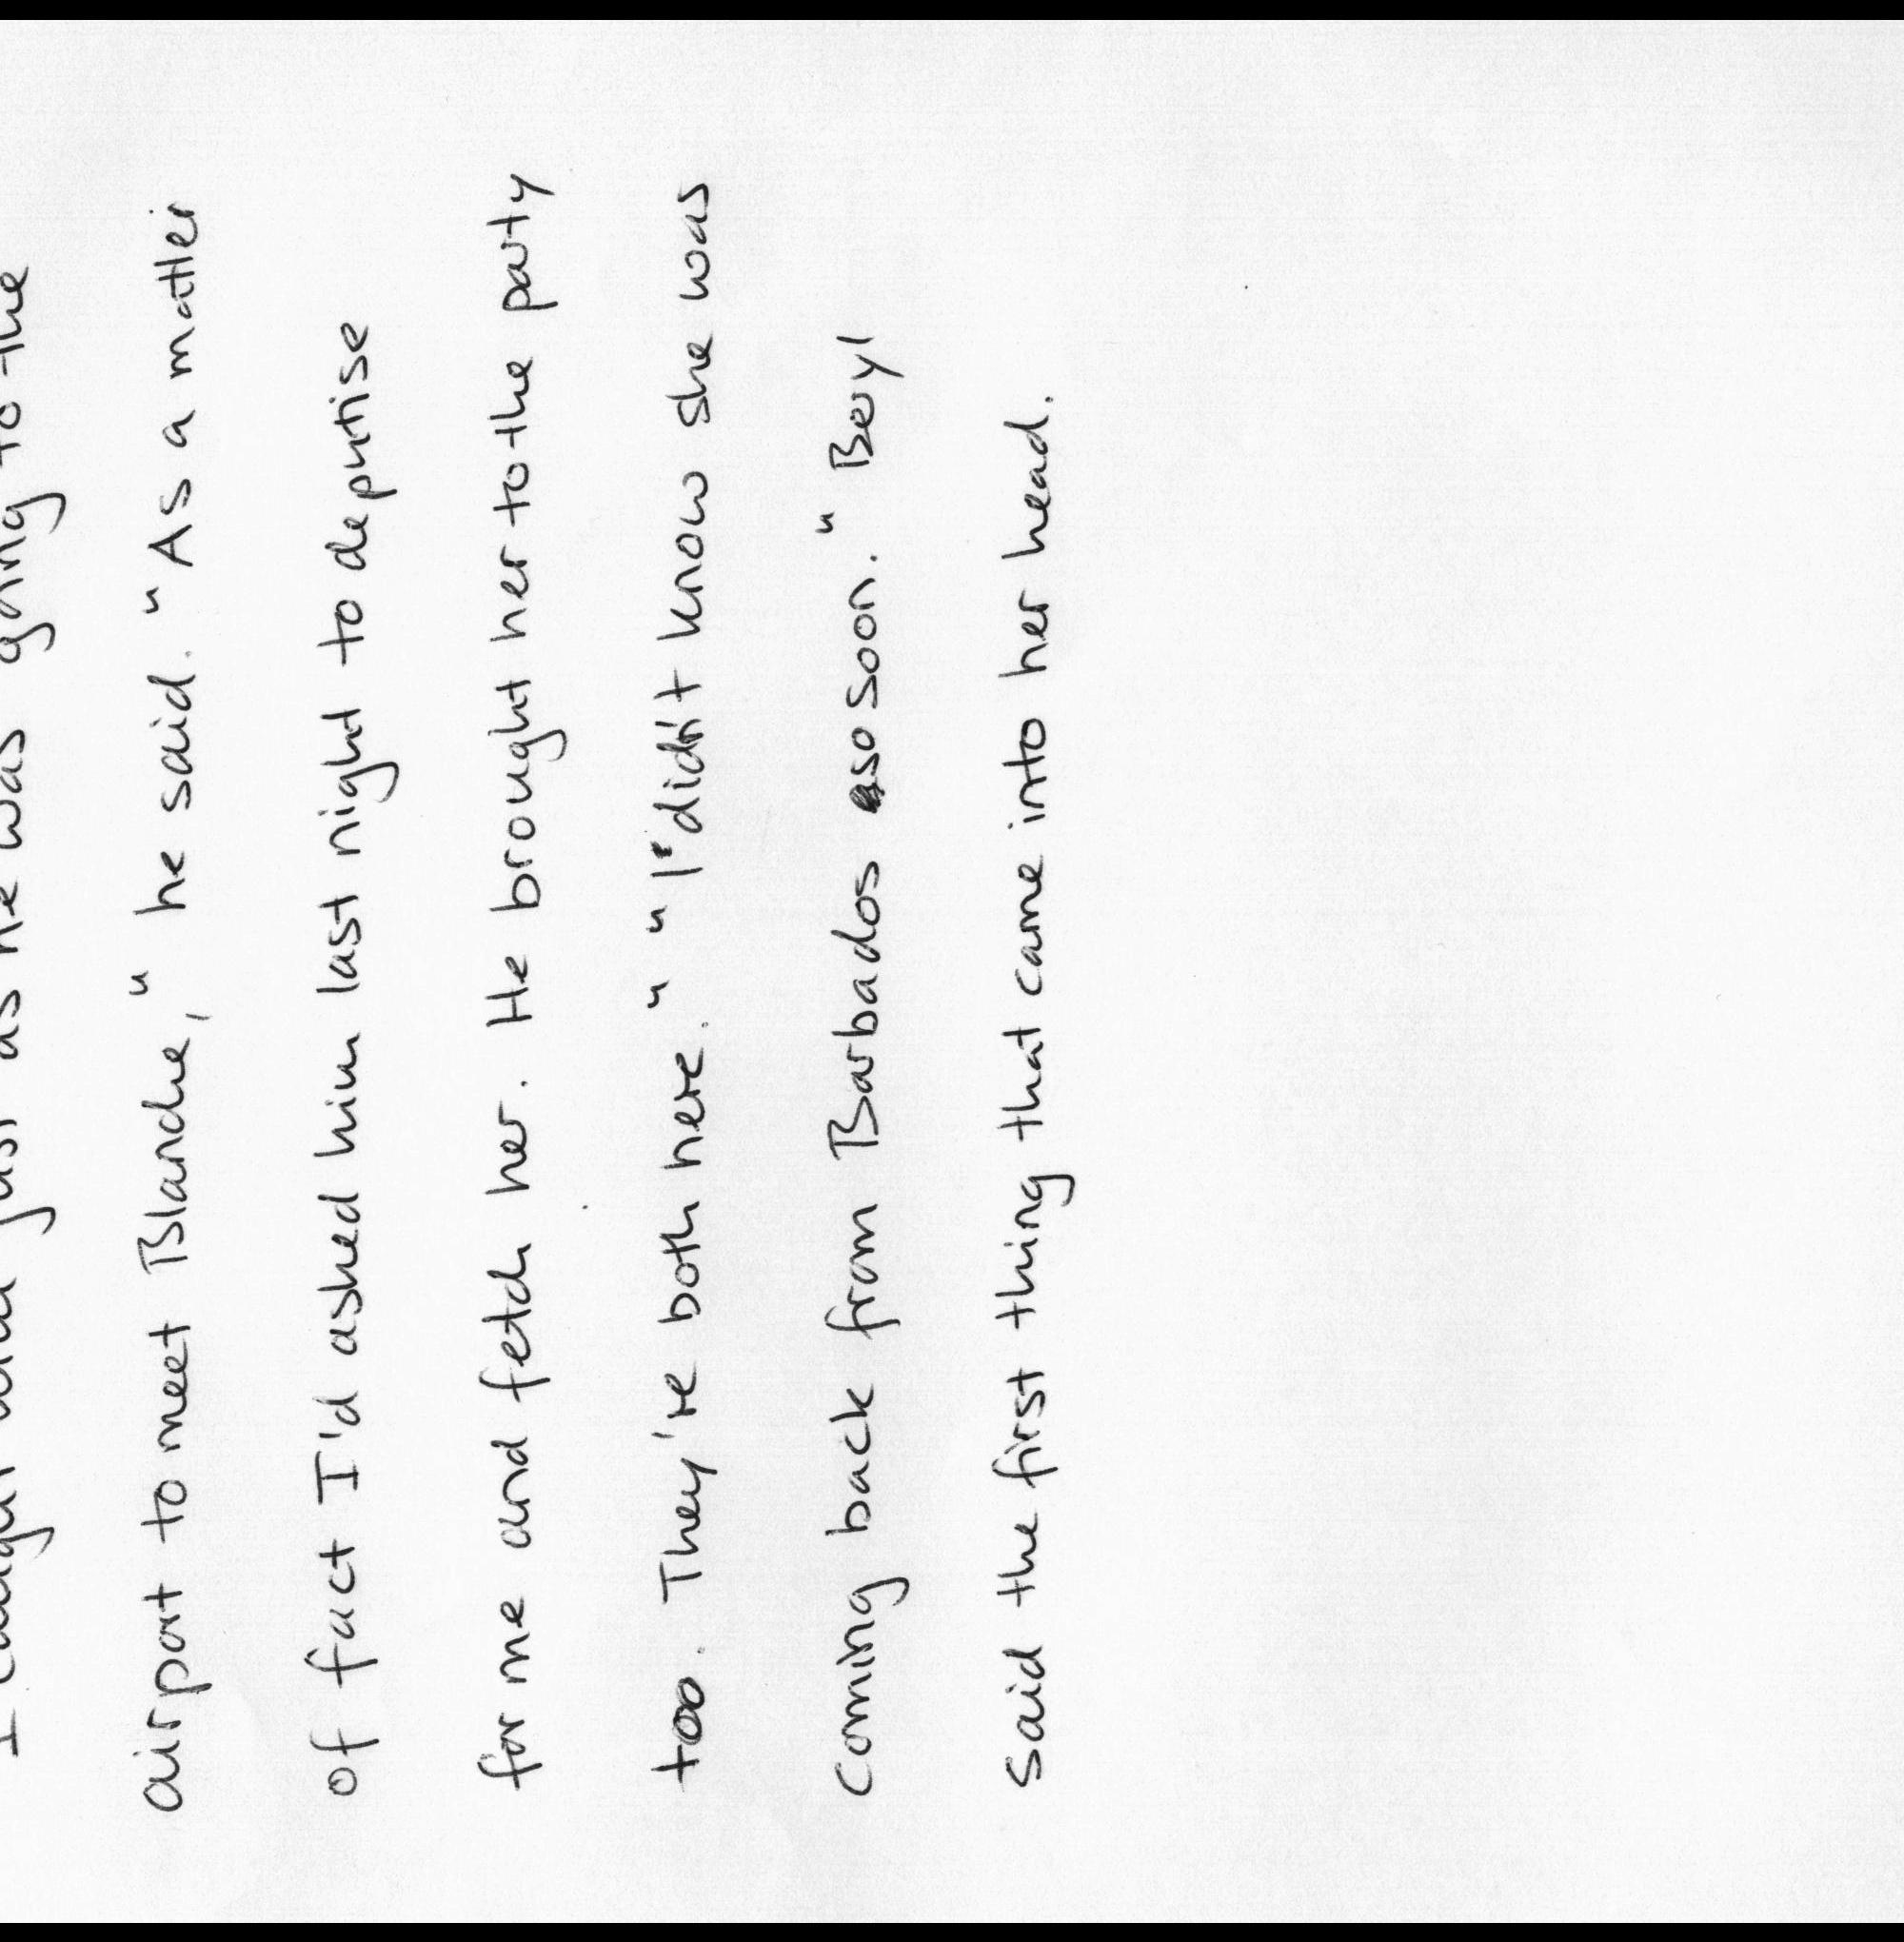 I caught him just as he was going to the
airport to meet Blanche," he said. "As a matter
of fact I'd asked him last night to deputise
for me and fetch her. He brought her to the party
too. They're both here." "I didn't know she was
coming back from Barbados so soon." Beryl
said the first thing that came into her head.